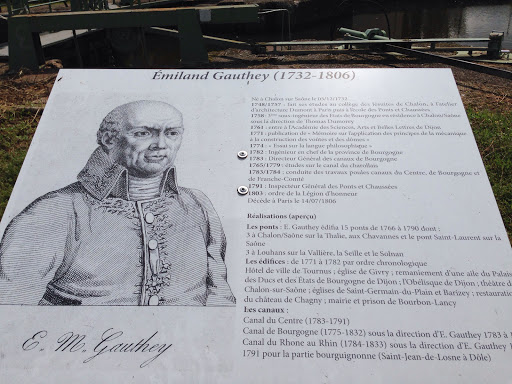 Émiland Gauthey (1732-1806)
Né à Chalon sur Saône le
1748/1757 : fait ses études au collège des Jésuites de Chalon, à l'atelier
d'architecture Dumont à Paris puis à l'école des Ponts et Chaussées
1758 : sous-ingénieur des États de Bourgogne en résidence à Chalon/Saône
sous la direction de Thomas Dumorey
entre à l'Académie des Sciences, Arts et Belles Lettres de Dijon
publication de « Mémoire sur l'application des principes de la mécanique
à la construction des voûtes et des dômes »
1774 : « Essai sur la langue philosophique »
1782 : Ingénieur en chef de la province de Bourgogne
1783 : Directeur Général des canaux de Bourgogne
1765/1779 : études sur le canal du charollais
1783/1784 : conduite des travaux des canaux du Centre, de Bourgogne et
de Franche-Comté
1791 : Inspecteur Général des Ponts et Chaussées
1803 : ordre de la Légion d'honneur
Décède à Paris le 14/07/1806
Réalisations (aperçu)
Les ponts : E. Gauthey édifia 15 ponts de 1766 à 1790 dont :
3 à Chalon/Saône sur la Thalie, aux Chavannes et le pont Saint-Laurent sur la
Saône
3 à Louhans sur la Vallière, la Seille et le Solnan
Les édifices : de 1771 à 1782 par ordre chronologique
Hôtel de ville de Tournus ; église de Givry ; remaniement d'une aile du Palais
des Ducs et des États de Bourgogne de Dijon ; l'Obélisque de Dijon ; théâtre d
Chalon-sur-Saône ; églises de Saint-Germain-du-Plain et Barizey ; restauration
du château de Chagny ; mairie et prison de Bourbon-Lancy
Les canaux :
Canal du Centre (1783-1791)
Canal de Bourgogne (1775-1832) sous la direction d'E. Gauthey 1783 à 1
Canal du Rhone au Rhin (1784-1833) sous la direction d'E. Gauthey 1
1791 pour la partie bourguignonne (Saint-Jean-de-Losne à Dôle)
E. M. Gauthey